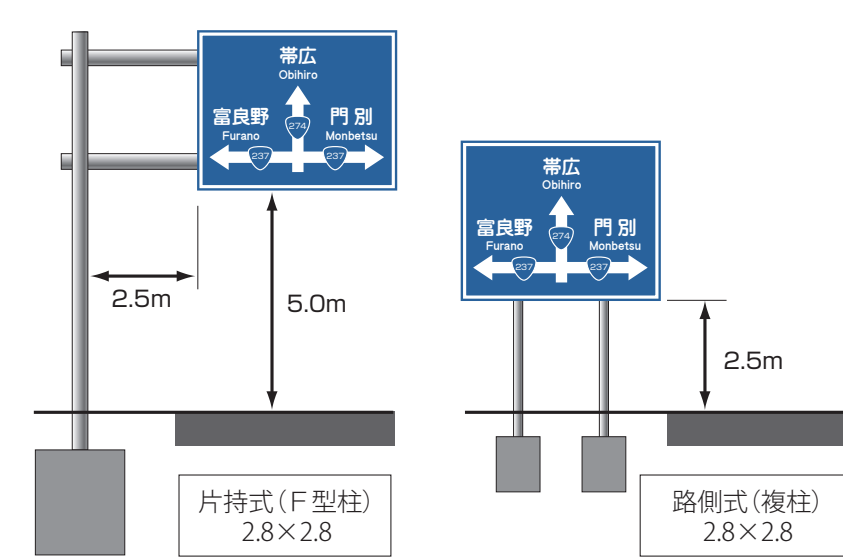 帯広
Obihiro
富良野 門別
Furano Monbetsu
274
237 237
2.5m
5.0m
片持式(F型柱)
2.8×2.8
帯広
Obihiro
富良野 門別
Furano Monbetsu
274
237 237
2.5m
路側式(複柱)
2.8×2.8